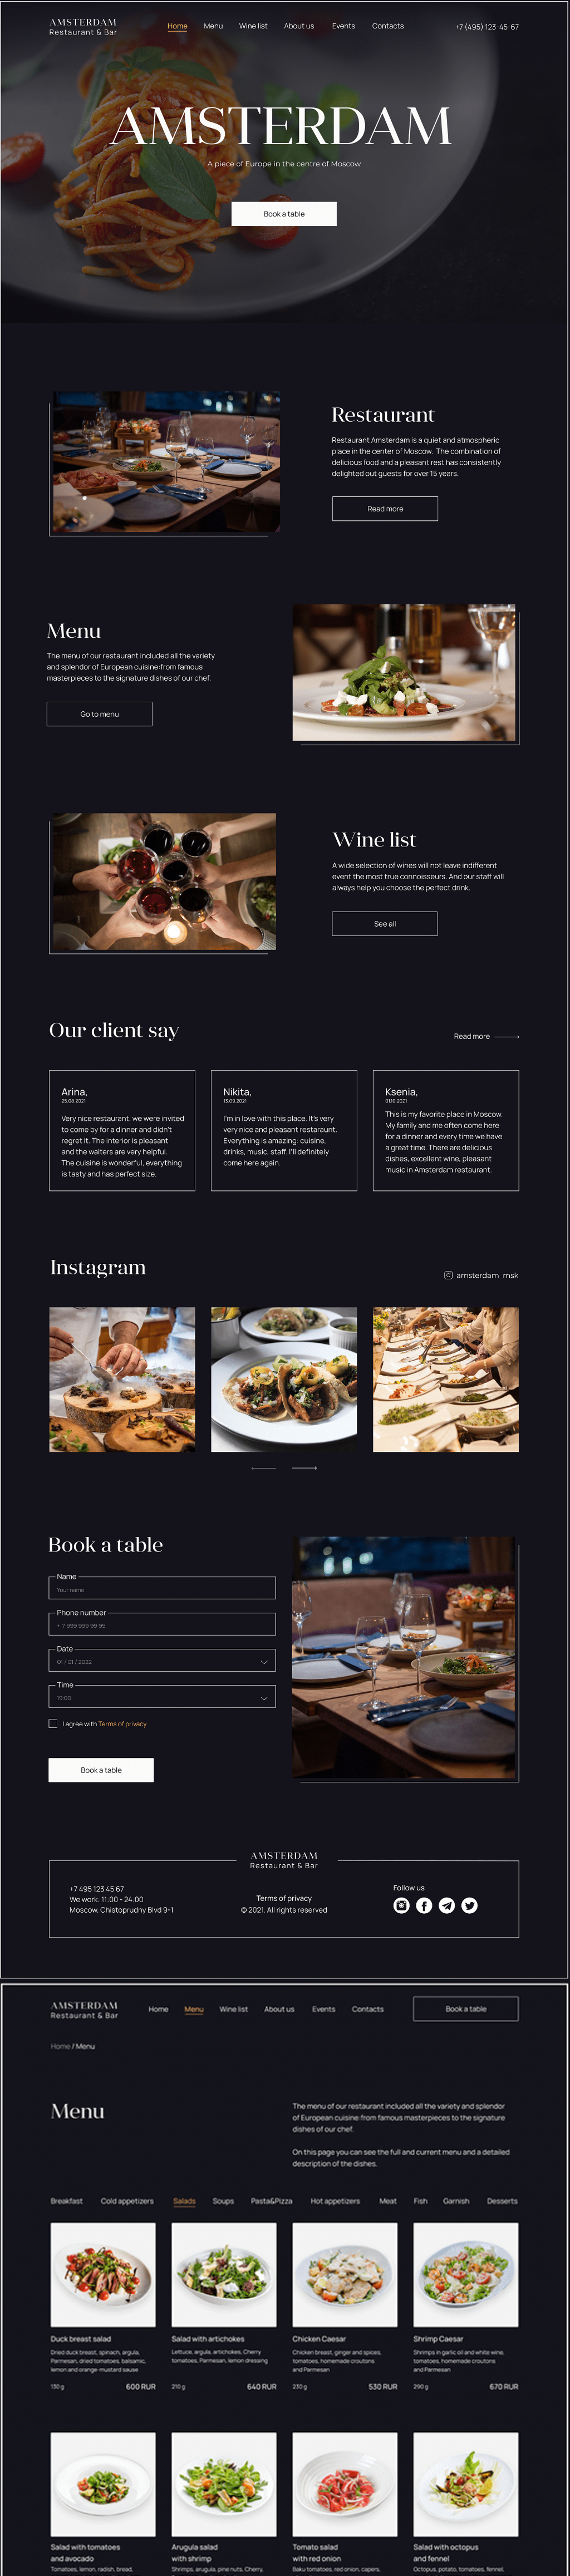 AMSTERDAM
Restaurant & Bar
Home
Menu
Wine list
About us
Events
Contacts
+7 (495) 123-45-67
AMSTERDAM
A piece of Europe in the centre of Moscow
Book a table
Restaurant
Restaurant Amsterdam is a quiet and atmospheric
place in the center of Moscow. The combination of
delicious food and a pleasant rest has consistently
delighted out guests for over 15 years.
Read more
Menu
The menu of our restaurant included all the variety
and splendor of European cuisine:from famous
masterpieces to the signature dishes of our chef.
Go to menu
Wine list
A wide selection of wines will not leave indifferent
event the most true connoisseurs. And our staff will
always help you choose the perfect drink.
See all
Our client say
Read more
Arina,
25.08.2021
Very nice restaurant. we were invited
to come by for a dinner and didn't
regret it. The interior is pleasant
and the waiters are very helpful.
The cuisine is wonderful, everything
is tasty and has perfect size.
Nikita,
13.09.2021
I'm in love with this place. It's very
very nice and pleasant restaraunt.
Everything is amazing: cuisine,
drinks, music, staff. I'll definitely
come here again.
Ksenia,
01.10.2021
This is my favorite place in Moscow.
My family and me often come here
for a dinner and every time we have
a great time. There are delicious
dishes, excellent wine, pleasant
music in Amsterdam restaurant.
Instagram
amsterdam_msk
Book a table
Name
Your name
Phone number
+ 7 999 999 99 99
Date
01 / 01 / 2022
Time
19:00
I agree with Terms of privacy
Book a table
AMSTERDAM
Restaurant & Bar
+7 495 123 45 67
We work: 11:00 - 24:00
Moscow, Chistoprudny Blvd 9-1
Terms of privacy
© 2021. All rights reserved
Follow us
AMSTERDAM
Restaurant & Bar
Home
Menu
Wine list
About us
Events
Contacts
Book a table
Home / Menu
Menu
The menu of our restaurant included all the variety and splendor
of European cuisine:from famous masterpieces to the signature
dishes of our chef.
On this page you can see the full and current menu and a detailed
description of the dishes.
Breakfast
Cold appetizers
Salads
Soups
Pasta&Pizza
Hot appetizers
Meat
Fish
Garnish
Desserts
Duck breast salad
Dried duck breast, spinach, argula,
Parmesan, dried tomatoes, balsamic,
lemon and orange-mustard sause
130 g
600 RUR
Salad with artichokes
Lettuce, argula, artichokes, Cherry
tomatoes, Parmesan, lemon dressing
210 g
640 RUR
Chicken Caesar
Chicken breast, ginger and spices,
tomatoes, homemade croutons
and Parmesan
230 g
530 RUR
Shrimp Caesar
Shrimps in garlic oil and white wine,
tomatoes, homemade croutons
and Parmesan
290 g
670 RUR
Salad with tomatoes
and avocado
Tomatoes, lemon, radish, bread,
Arugula salad
with shrimp
Shrimps, arugula, pine nuts, Cherry,
Tomato salad
with red onion
Baku tomatoes, red onion, capers,
Salad with octopus
and fennel
Octopus, potato, tomatoes, fennel,